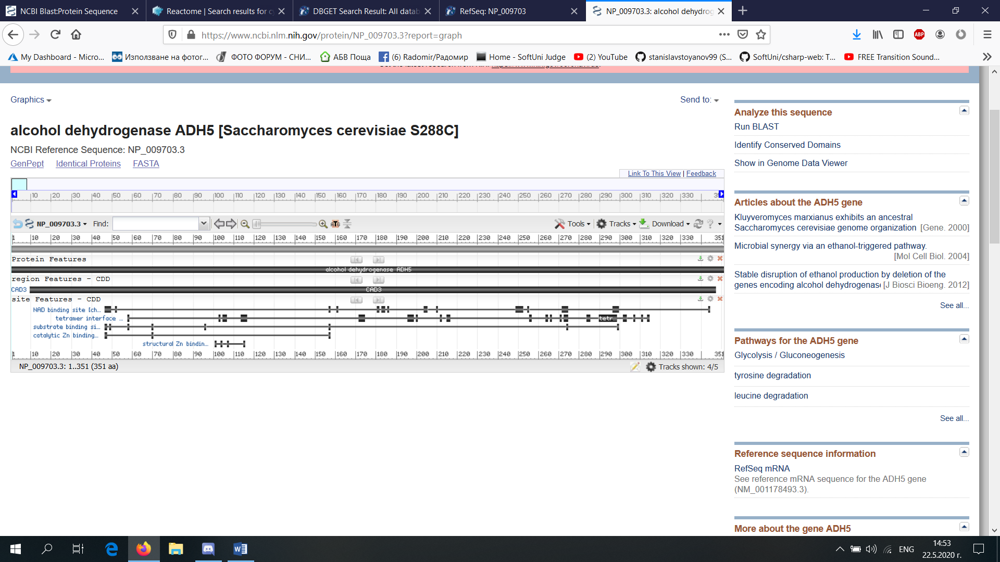 NCBI Blast:Protein Sequence
Reactome | Search results for cy
DBGET Search Result: All datab
RefSeq: NP_009703
NP_009703.3: alcohol dehydrog
https://www.ncbi.nlm.nih.gov/protein/NP_009703.3?report=graph
ABP
My Dashboard - Micro...
Използване на фотог...
ФОТО ФОРУМ - СНИ...
АБВ Поща
(6) Radomir/Радомир
Home - SoftUni Judge
(2) YouTube
stanislavstoyanov99 (S...
SoftUni/csharp-web: T...
FREE Transition Sound...
Graphics
Send to:
alcohol dehydrogenase ADH5 [Saccharomyces cerevisiae S288C]
NCBI Reference Sequence: NP_009703.3
GenPept Identical Proteins FASTA
Link To This View | Feedback
10 20 30 40 50 60 70 80 90 100 110 120 130 140 150 160 170 180 190 200 210 220 230 240 250 260 270 280 290 300 310 320 330
NP_009703.3 Find: ATG Tools Tracks Download ?
1 10 20 30 40 50 60 70 80 90 100 110 120 130 140 150 160 170 180 190 200 210 220 230 240 250 260 270 280 290 300 310 320 330 351
Protein Features
alcohol dehydrogenase ADH5
region Features - CDD
CAD3 CAD3
site Features - CDD
NAD binding site [ch...
tetramer interface ... tetr...
substrate binding si...
catalytic Zn binding...
structural Zn bindin...
1 10 20 30 40 50 60 70 80 90 100 110 120 130 140 150 160 170 180 190 200 210 220 230 240 250 260 270 280 290 300 310 320 330 351
NP_009703.3: 1..351 (351 aa)
Tracks shown: 4/5
Analyze this sequence
Run BLAST
Identify Conserved Domains
Show in Genome Data Viewer
Articles about the ADH5 gene
Kluyveromyces marxianus exhibits an ancestral
Saccharomyces cerevisiae genome organization [Gene. 2000]
Microbial synergy via an ethanol-triggered pathway.
[Mol Cell Biol. 2004]
Stable disruption of ethanol production by deletion of the
genes encoding alcohol dehydrogenase [J Biosci Bioeng. 2012]
See all...
Pathways for the ADH5 gene
Glycolysis / Gluconeogenesis
tyrosine degradation
leucine degradation
See all...
Reference sequence information
RefSeq mRNA
See reference mRNA sequence for the ADH5 gene
(NM_001178493.3).
More about the gene ADH5
ENG
14:53
22.5.2020 г.